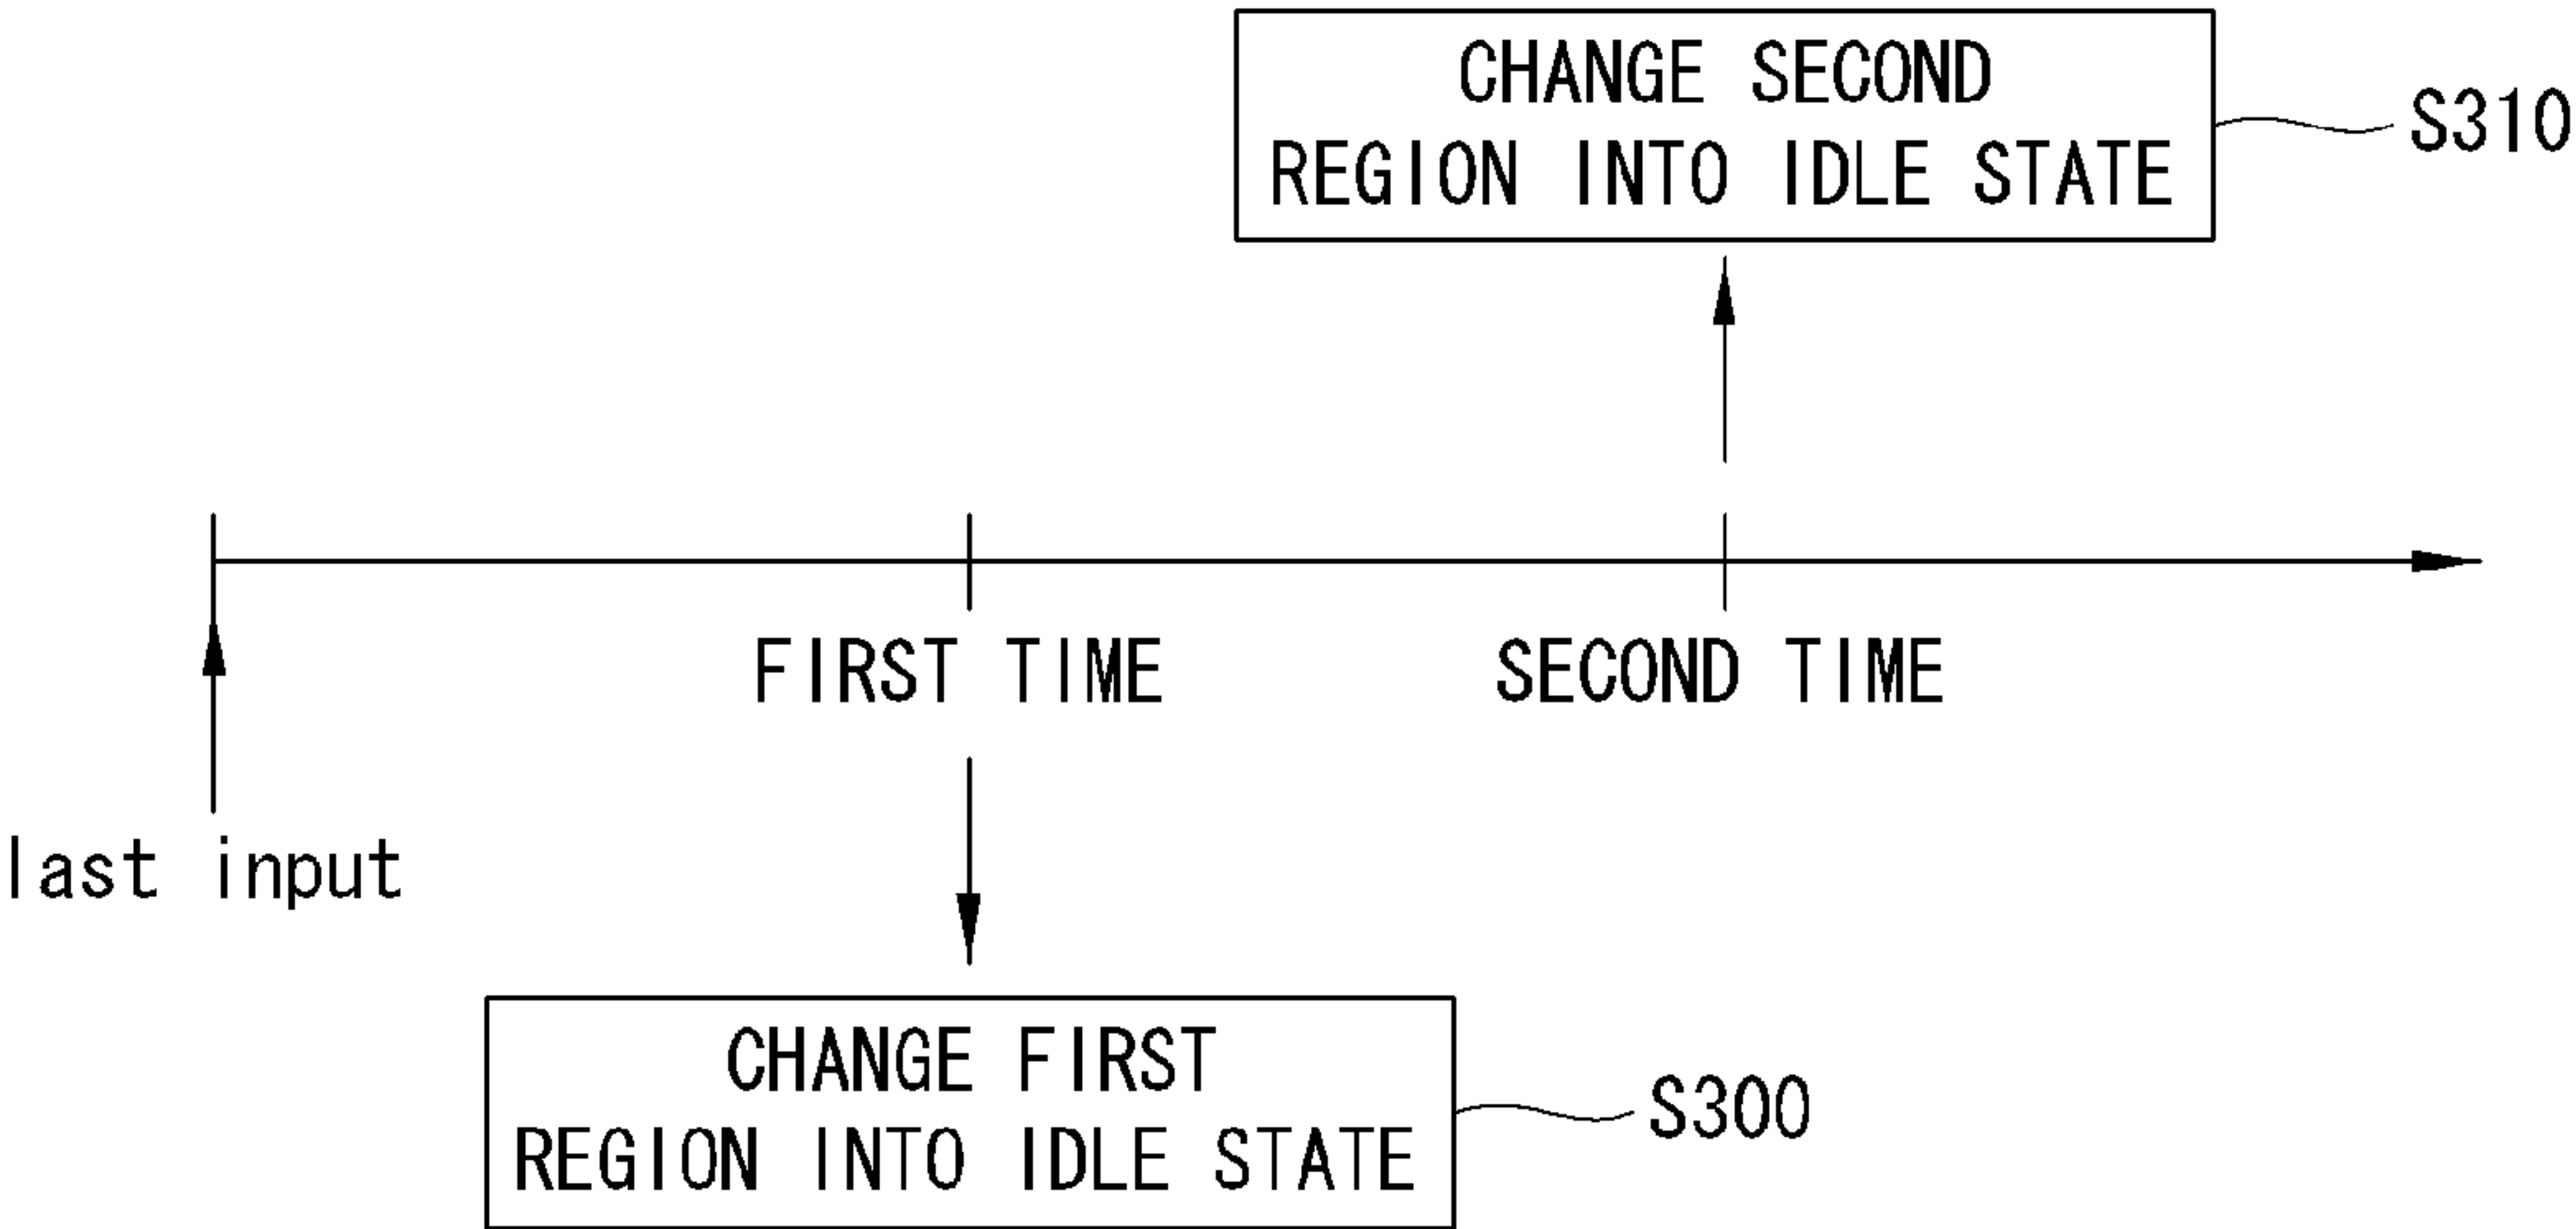 CHANGE SECOND
REGION INTO IDLE STATE
S310
FIRST TIME
SECOND TIME
last input
CHANGE FIRST
REGION INTO IDLE STATE
S300